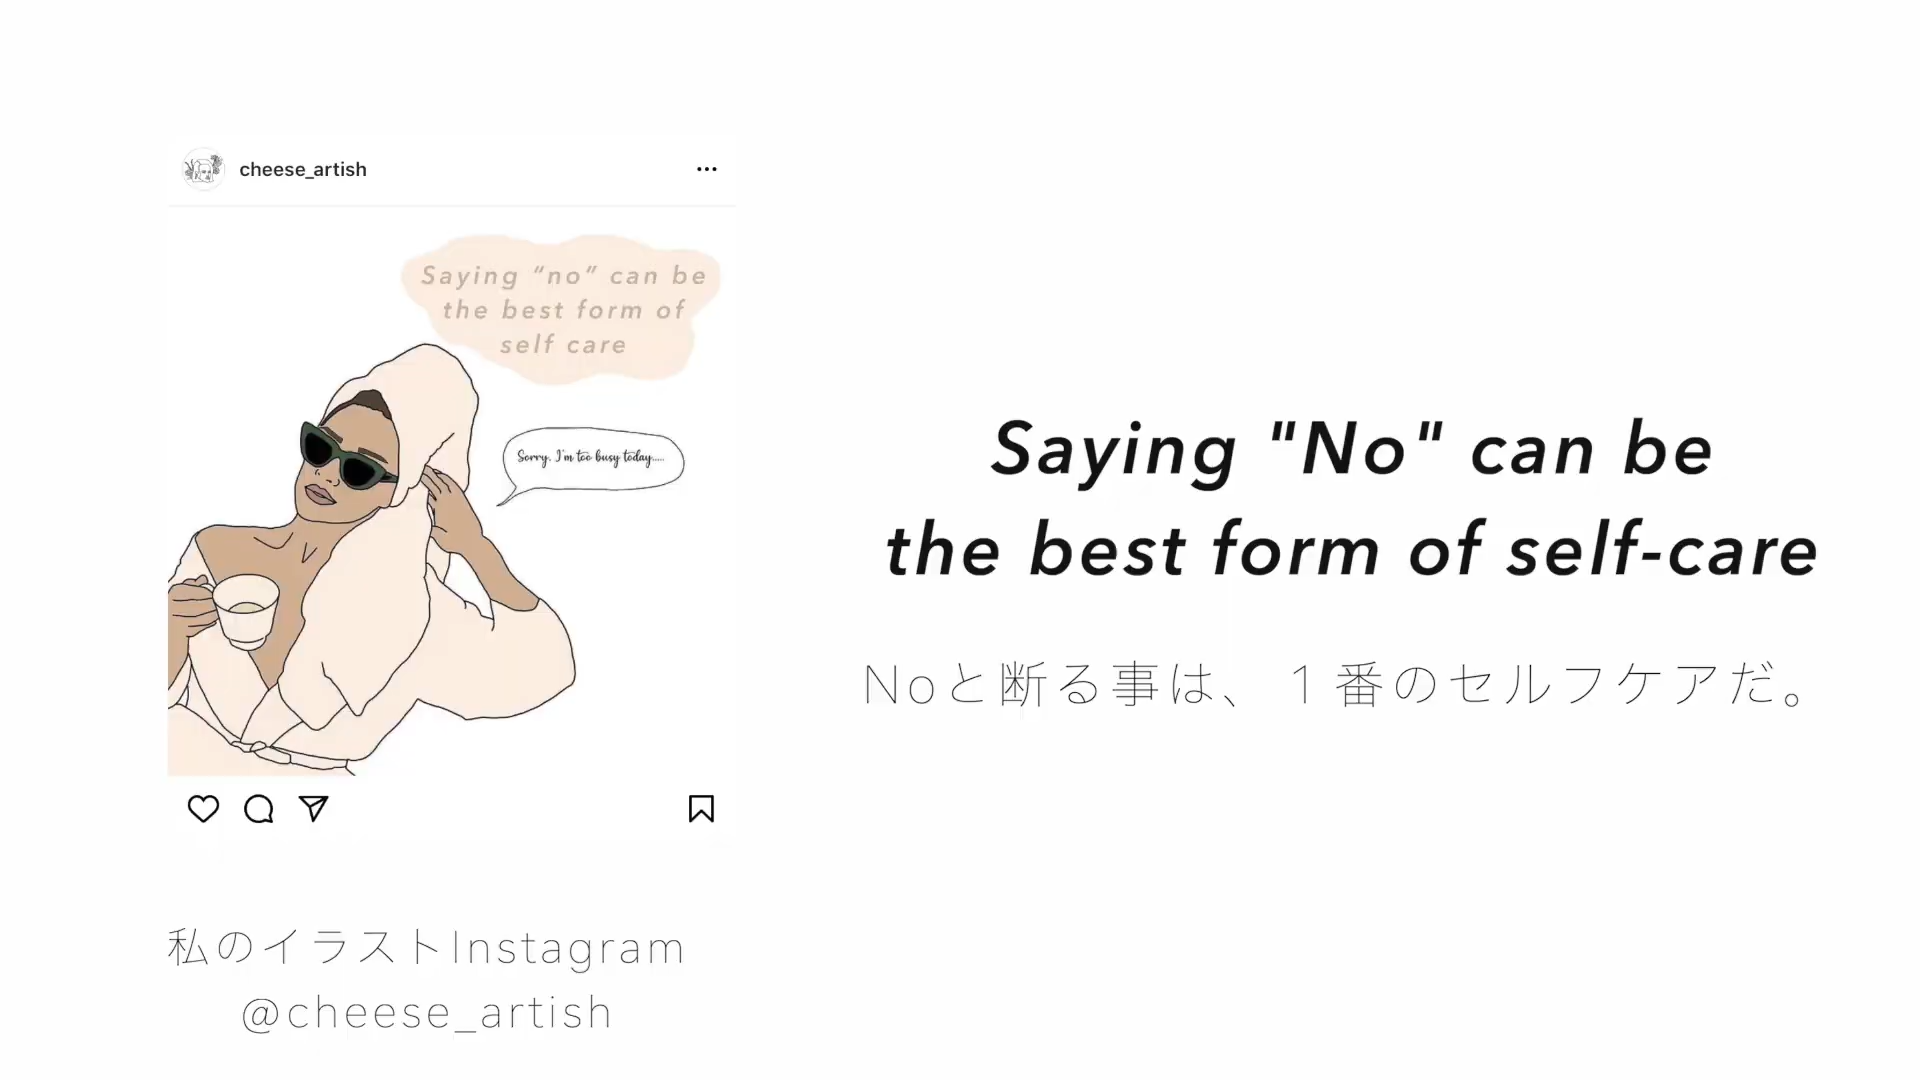 cheese_artish
Saying “no” can be
the best form of
self care
Sorry, I'm too busy today.....
Saying "No" can be
the best form of self-care
Noと断る事は、１番のセルフケアだ。
私のイラストInstagram
@cheese_artish